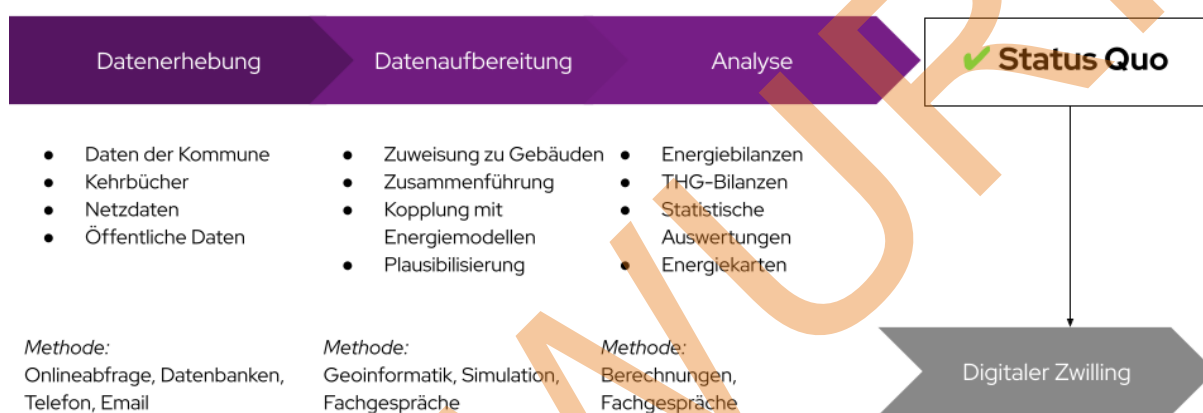 Datenerhebung
Datenaufbereitung
Analyse
✔ Status Quo
● Daten der Kommune
● Kehrbücher
● Netzdaten
● Öffentliche Daten
● Zuweisung zu Gebäuden
● Zusammenführung
● Kopplung mit
Energiemodellen
● Plausibilisierung
● Energiebilanzen
● THG-Bilanzen
● Statistische
Auswertungen
● Energiekarten
Methode:
Onlineabfrage, Datenbanken,
Telefon, Email
Methode:
Geoinformatik, Simulation,
Fachgespräche
Methode:
Berechnungen,
Fachgespräche
Digitaler Zwilling